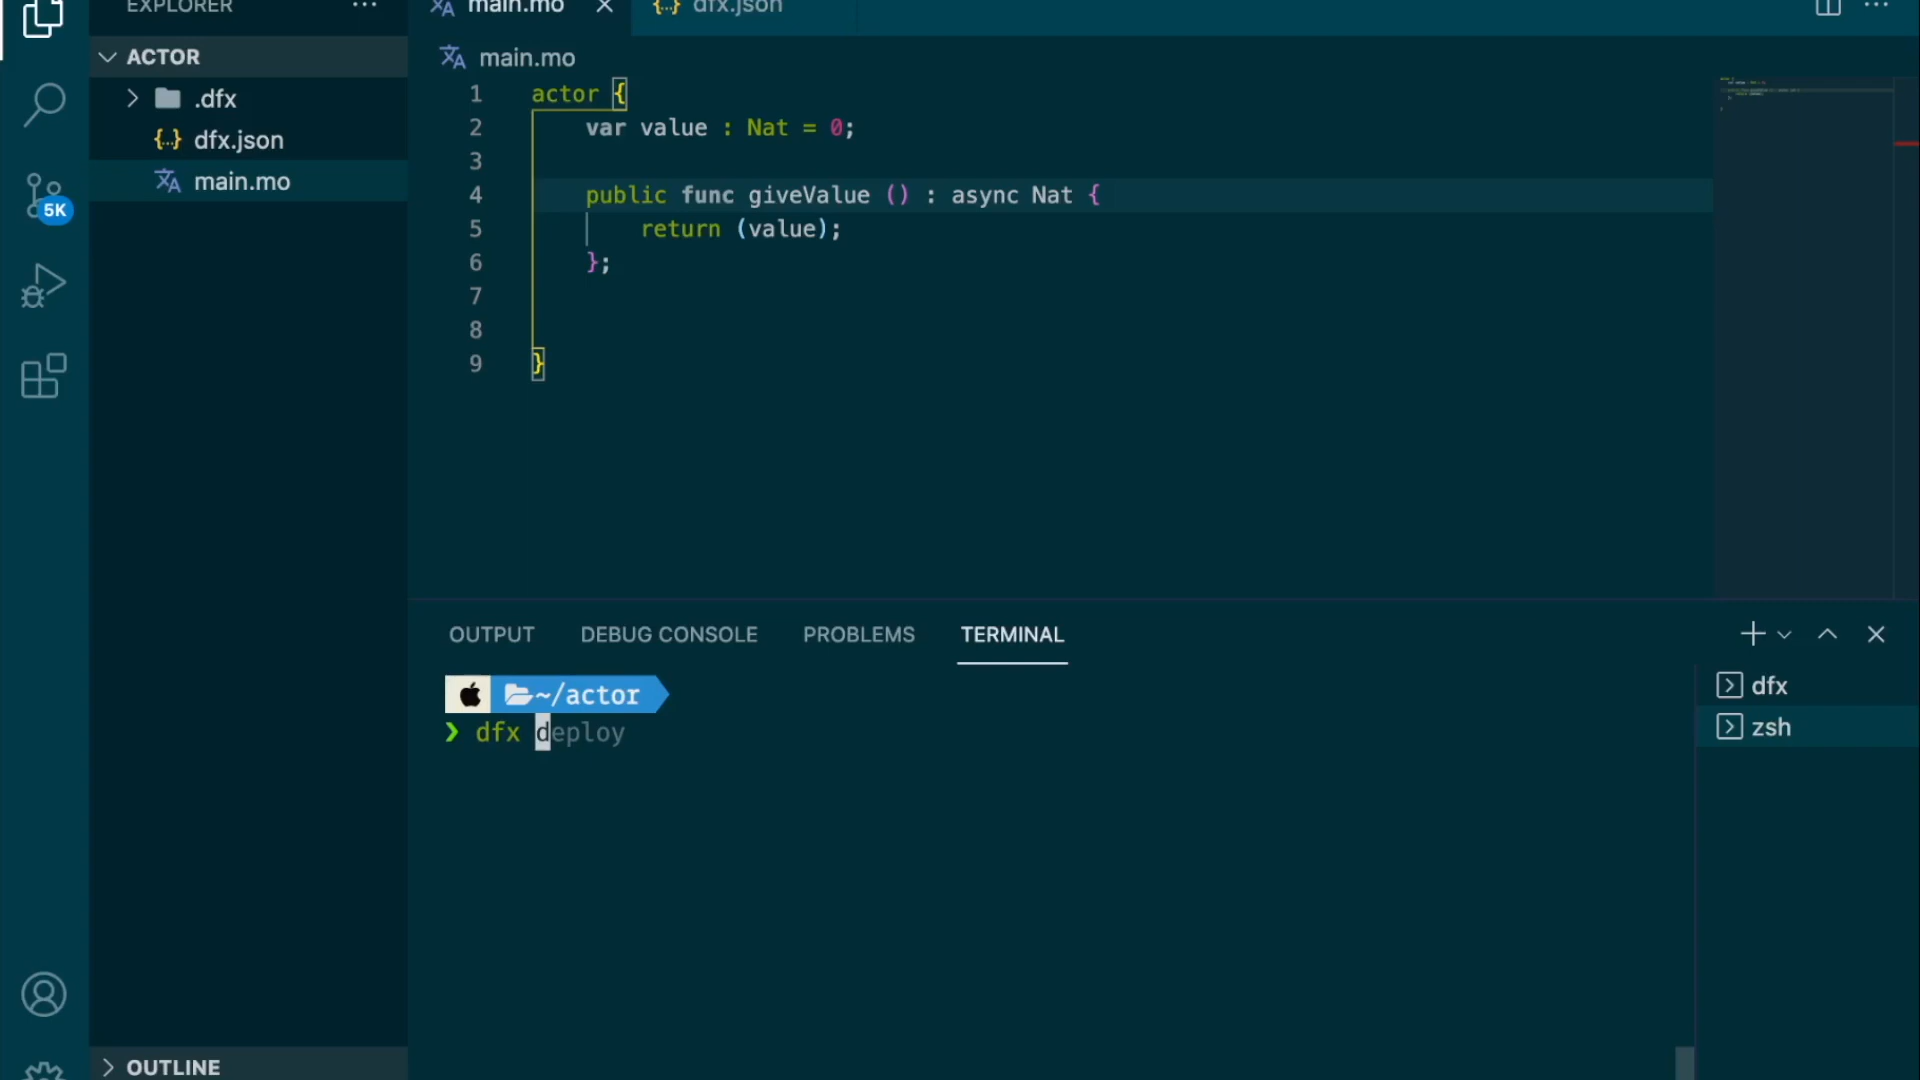 EXPLORER
main.mo
dfx.json
ACTOR
.dfx
dfx.json
main.mo
5K
main.mo
1 actor {
2 var value : Nat = 0;
3
4 public func giveValue () : async Nat {
5 return (value);
6 };
7
8
9 }
OUTPUT DEBUG CONSOLE PROBLEMS TERMINAL
~/actor
❯ dfx deploy
dfx
zsh
OUTLINE